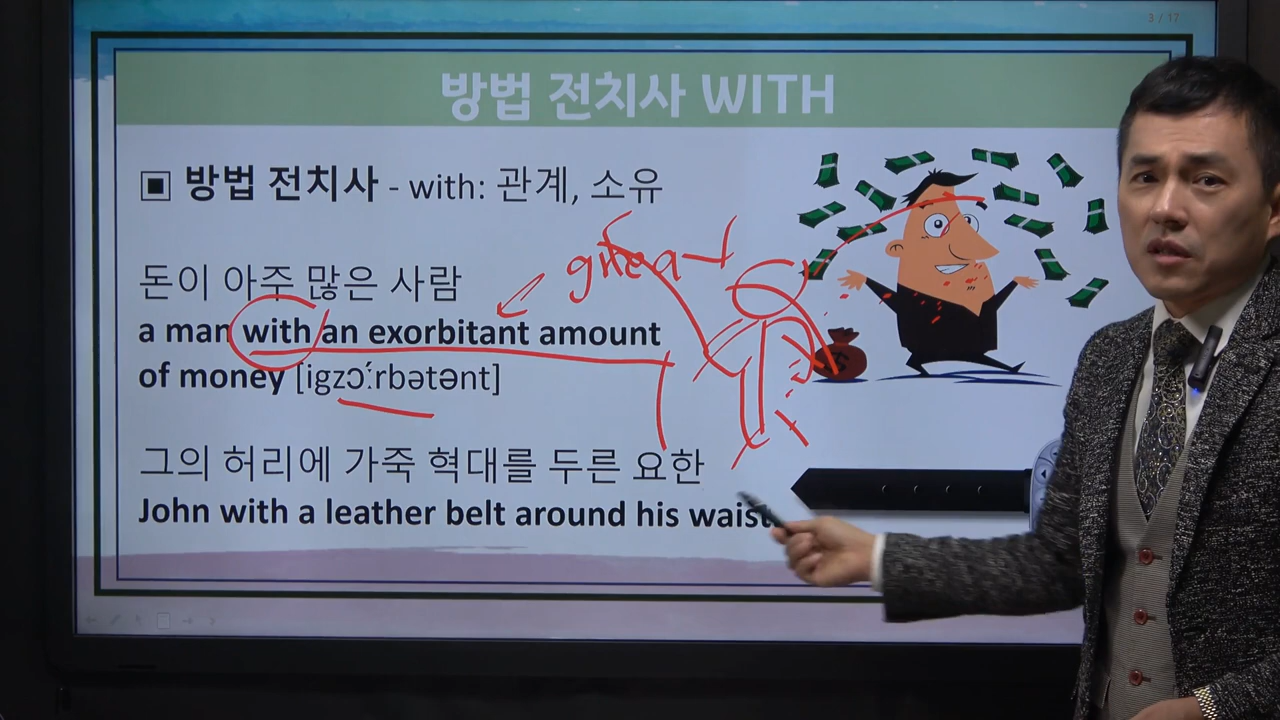 3 / 17
방법 전치사 WITH
▣ 방법 전치사 - with: 관계, 소유
great
돈이 아주 많은 사람
a man with an exorbitant amount
of money [igzɔ́ːrbətənt]
그의 허리에 가죽 혁대를 두른 요한
John with a leather belt around his waist